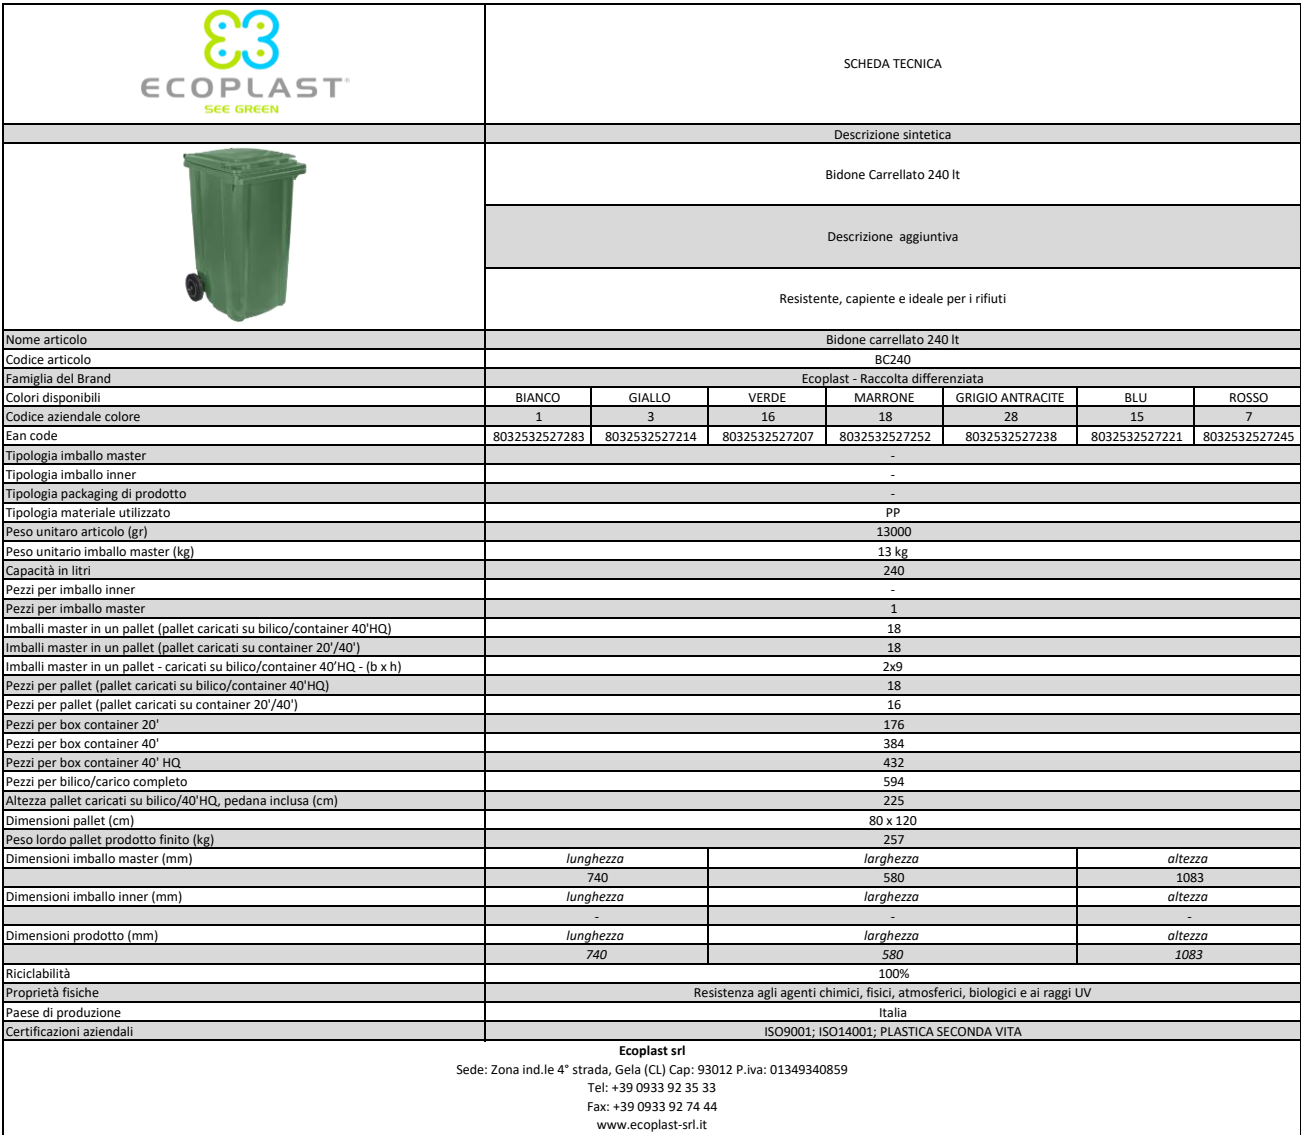 ECOPLAST®
SEE GREEN
SCHEDA TECNICA
Descrizione sintetica
Bidone Carrellato 240 lt
Descrizione aggiuntiva
Resistente, capiente e ideale per i rifiuti
Nome articolo Bidone carrellato 240 lt
Codice articolo BC240
Famiglia del Brand Ecoplast - Raccolta differenziata
Colori disponibili BIANCO GIALLO VERDE MARRONE GRIGIO ANTRACITE BLU ROSSO
Codice aziendale colore 1 3 16 18 28 15 7
Ean code 8032532527283 8032532527214 8032532527207 8032532527252 8032532527238 8032532527221 8032532527245
Tipologia imballo master -
Tipologia imballo inner -
Tipologia packaging di prodotto -
Tipologia materiale utilizzato PP
Peso unitaro articolo (gr) 13000
Peso unitario imballo master (kg) 13 kg
Capacità in litri 240
Pezzi per imballo inner -
Pezzi per imballo master 1
Imballi master in un pallet (pallet caricati su bilico/container 40'HQ) 18
Imballi master in un pallet (pallet caricati su container 20'/40') 18
Imballi master in un pallet - caricati su bilico/container 40’HQ - (b x h) 2x9
Pezzi per pallet (pallet caricati su bilico/container 40'HQ) 18
Pezzi per pallet (pallet caricati su container 20'/40') 16
Pezzi per box container 20' 176
Pezzi per box container 40' 384
Pezzi per box container 40' HQ 432
Pezzi per bilico/carico completo 594
Altezza pallet caricati su bilico/40'HQ, pedana inclusa (cm) 225
Dimensioni pallet (cm) 80 x 120
Peso lordo pallet prodotto finito (kg) 257
Dimensioni imballo master (mm) lunghezza larghezza altezza
740 580 1083
Dimensioni imballo inner (mm) lunghezza larghezza altezza
- - -
Dimensioni prodotto (mm) lunghezza larghezza altezza
740 580 1083
Riciclabilità 100%
Proprietà fisiche Resistenza agli agenti chimici, fisici, atmosferici, biologici e ai raggi UV
Paese di produzione Italia
Certificazioni aziendali ISO9001; ISO14001; PLASTICA SECONDA VITA
Ecoplast srl
Sede: Zona ind.le 4° strada, Gela (CL) Cap: 93012 P.iva: 01349340859
Tel: +39 0933 92 35 33
Fax: +39 0933 92 74 44
www.ecoplast-srl.it